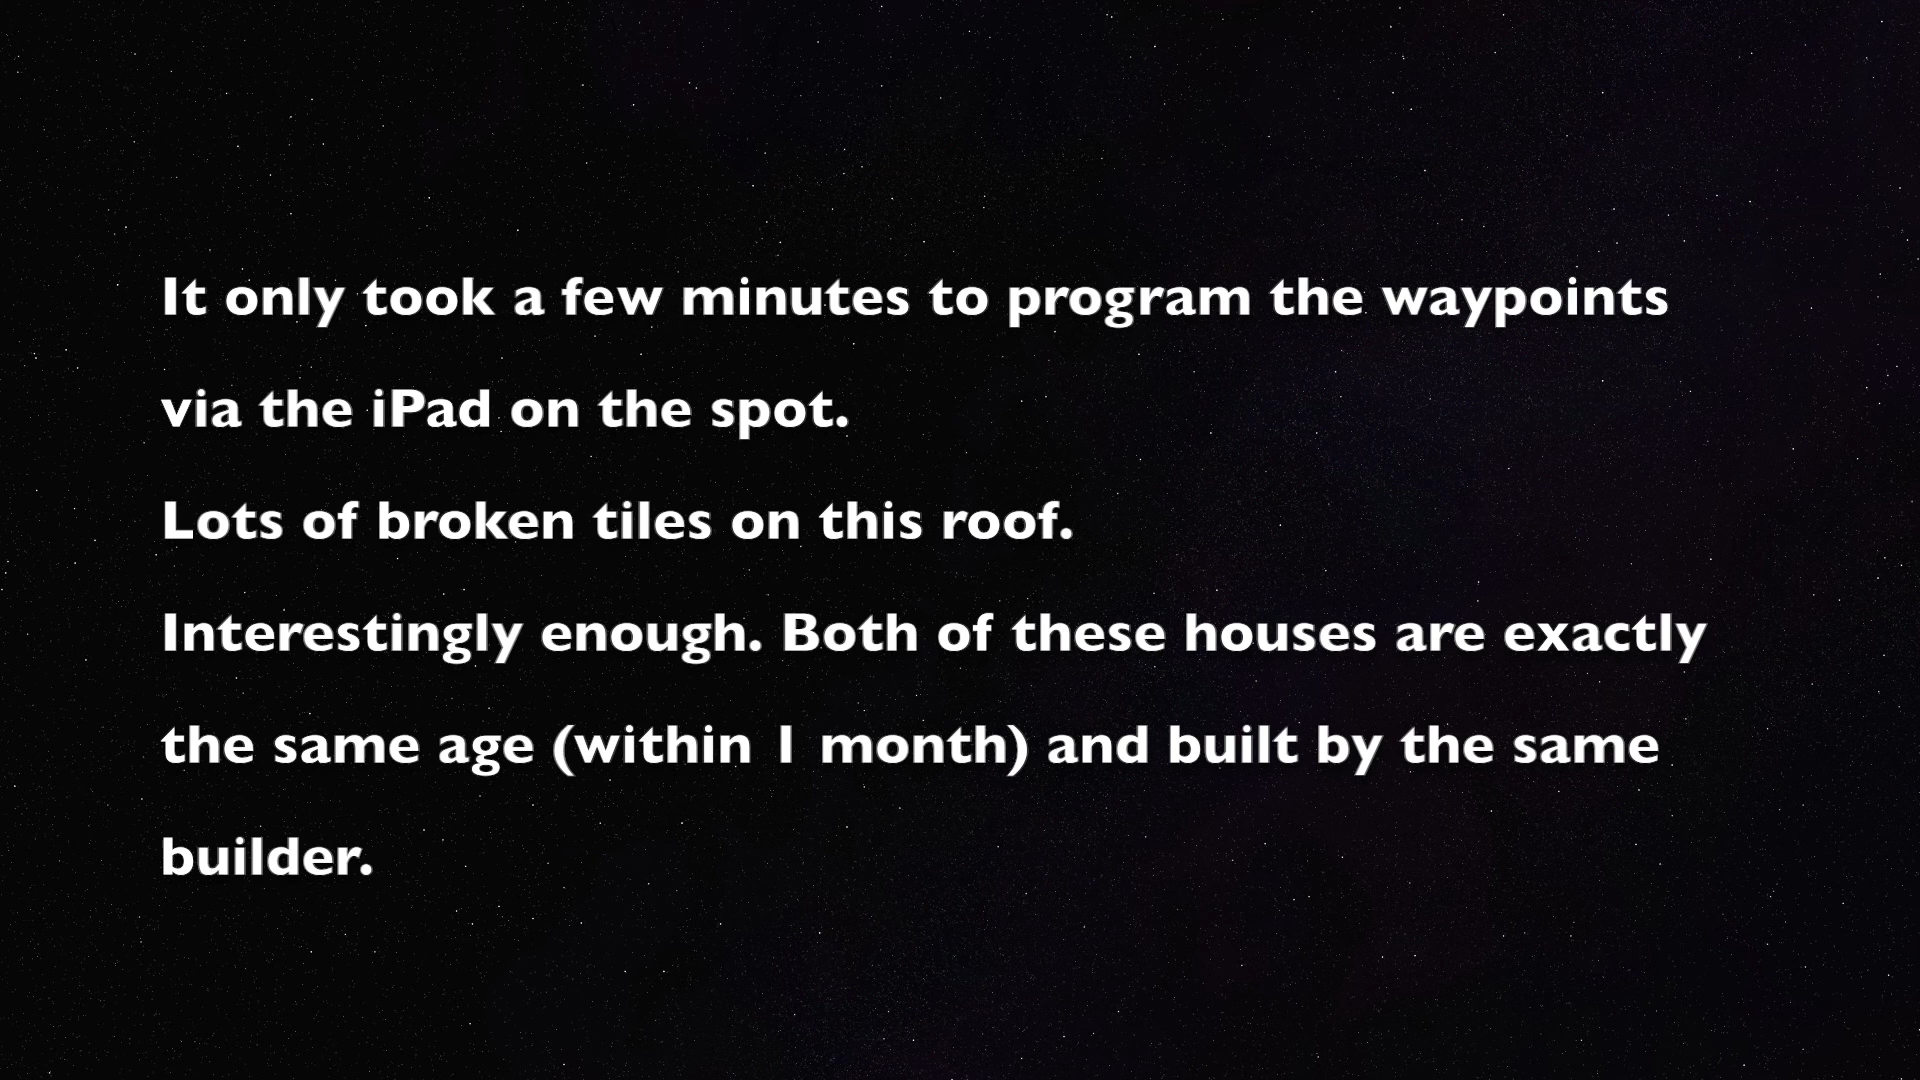 It only took a few minutes to program the waypoints
via the iPad on the spot.
Lots of broken tiles on this roof.
Interestingly enough. Both of these houses are exactly
the same age (within 1 month) and built by the same
builder.